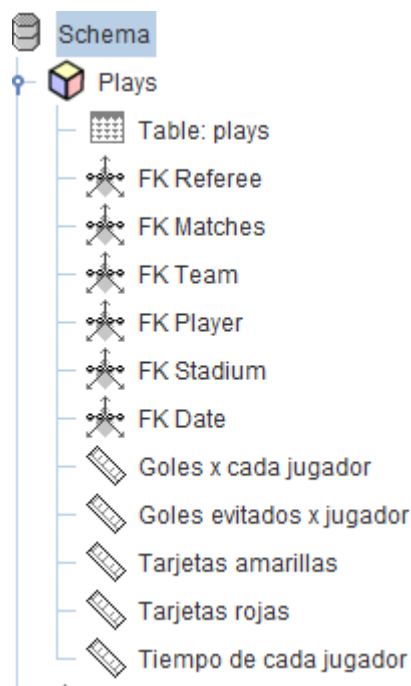 Schema
Plays
Table: plays
FK Referee
FK Matches
FK Team
FK Player
FK Stadium
FK Date
Goles x cada jugador
Goles evitados x jugador
Tarjetas amarillas
Tarjetas rojas
Tiempo de cada jugador